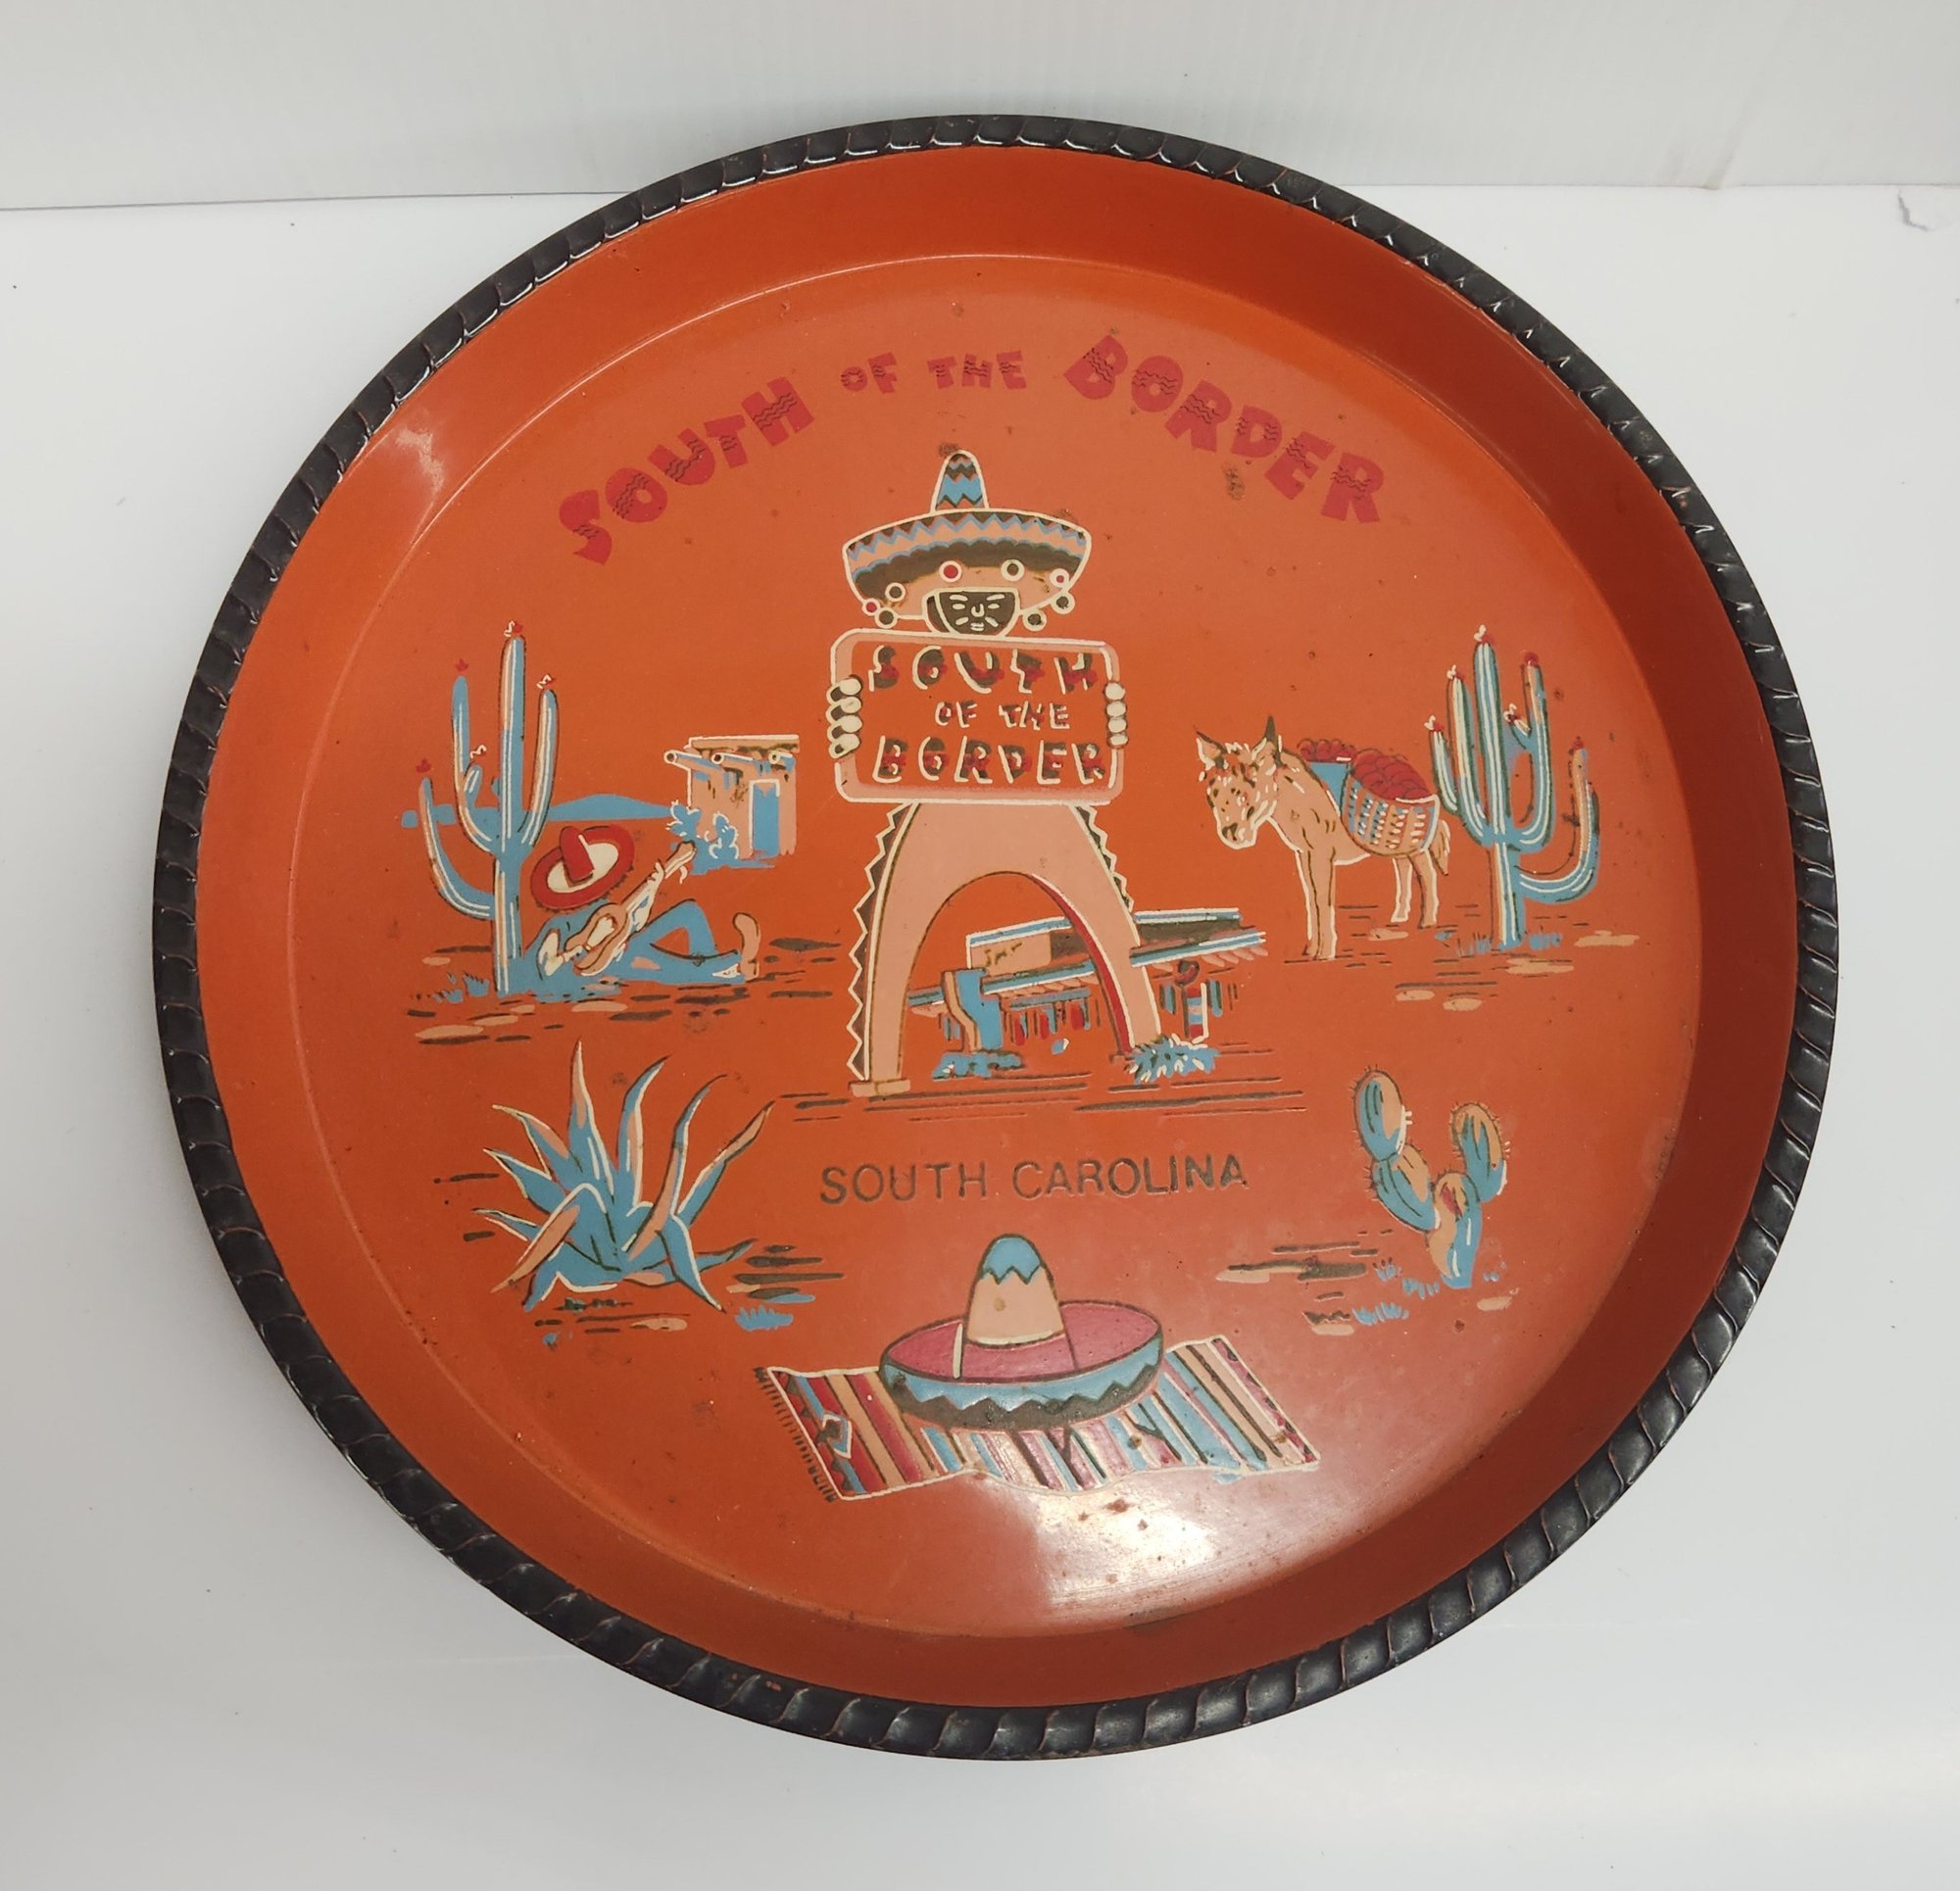 SOUTH OF THE BORDER
SOUTH
OF THE
BORDER
SOUTH CAROLINA